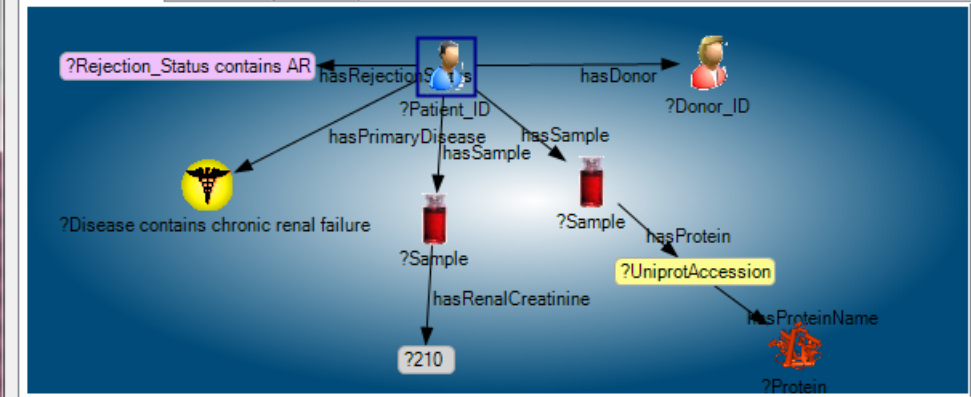 ?Rejection_Status contains AR
hasRejectionStatus
hasDonor
?Patient_ID
?Donor_ID
hasPrimaryDisease
hasSample
hasSample
?Disease contains chronic renal failure
?Sample
?Sample
hasProtein
?UniprotAccession
hasRenalCreatinine
hasProteinName
?210
?Protein